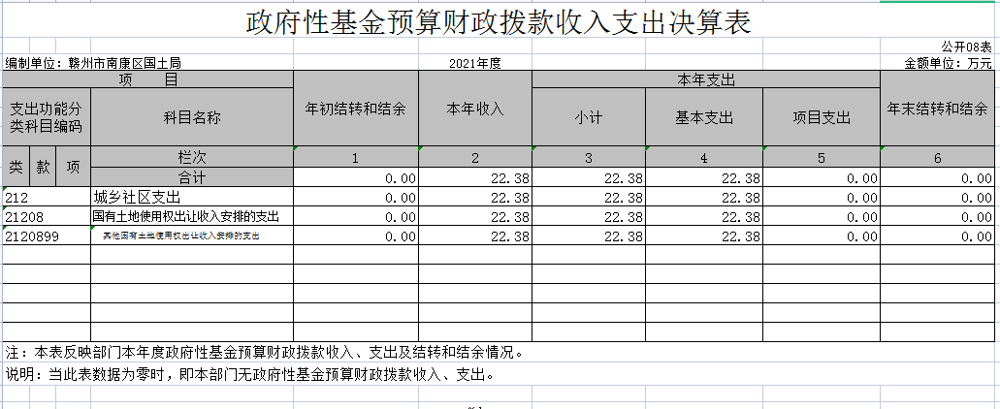 政府性基金预算财政拨款收入支出决算表
公开08表
编制单位：赣州市南康区国土局 2021年度 金额单位：万元
项 目 年初结转和结余 本年收入 本年支出 年末结转和结余
支出功能分类科目编码 科目名称 小计 基本支出 项目支出
类 款 项 栏次 1 2 3 4 5 6
合计 0.00 22.38 22.38 22.38 0.00 0.00
212 城乡社区支出 0.00 22.38 22.38 22.38 0.00 0.00
21208 国有土地使用权出让收入安排的支出 0.00 22.38 22.38 22.38 0.00 0.00
2120899 其他国有土地使用权出让收入安排的支出 0.00 22.38 22.38 22.38 0.00 0.00
注：本表反映部门本年度政府性基金预算财政拨款收入、支出及结转和结余情况。
说明：当此表数据为零时，即本部门无政府性基金预算财政拨款收入、支出。